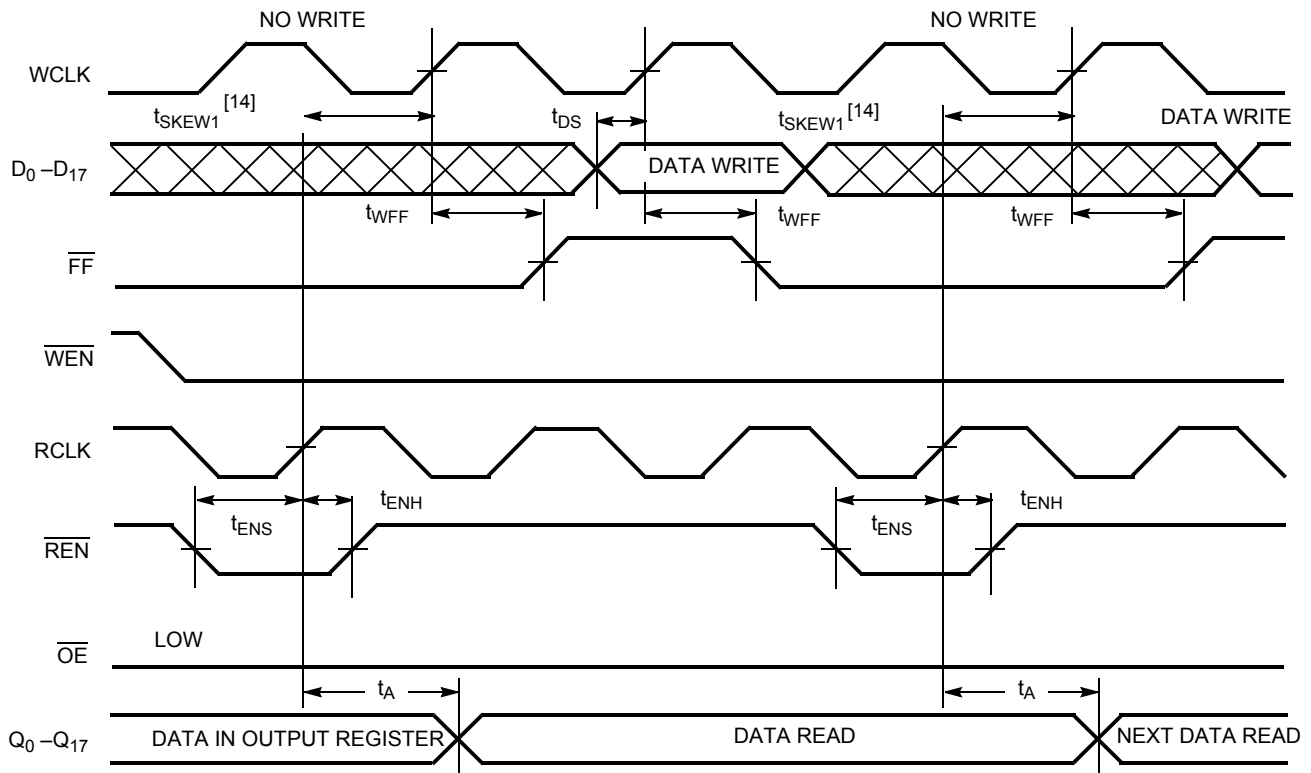 NO WRITE NO WRITE
WCLK
tSKEW1 [14] tDS tSKEW1 [14] DATA WRITE
D0 –D17 DATA WRITE
tWFF tWFF tWFF
FF
WEN
RCLK
tENS tENH tENS tENH
REN
LOW
OE
tA tA
Q0 –Q17 DATA IN OUTPUT REGISTER DATA READ NEXT DATA READ